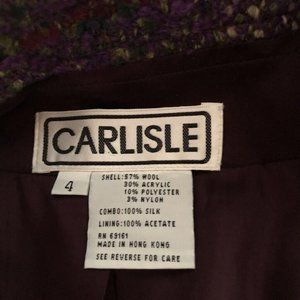 CARLISLE
4
SHELL:57% WOOL
30% ACRYLIC
10% POLYESTER
3% NYLON
COMBO:100% SILK
LINING:100% ACETATE
RN 69161
MADE IN HONG KONG
SEE REVERSE FOR CARE